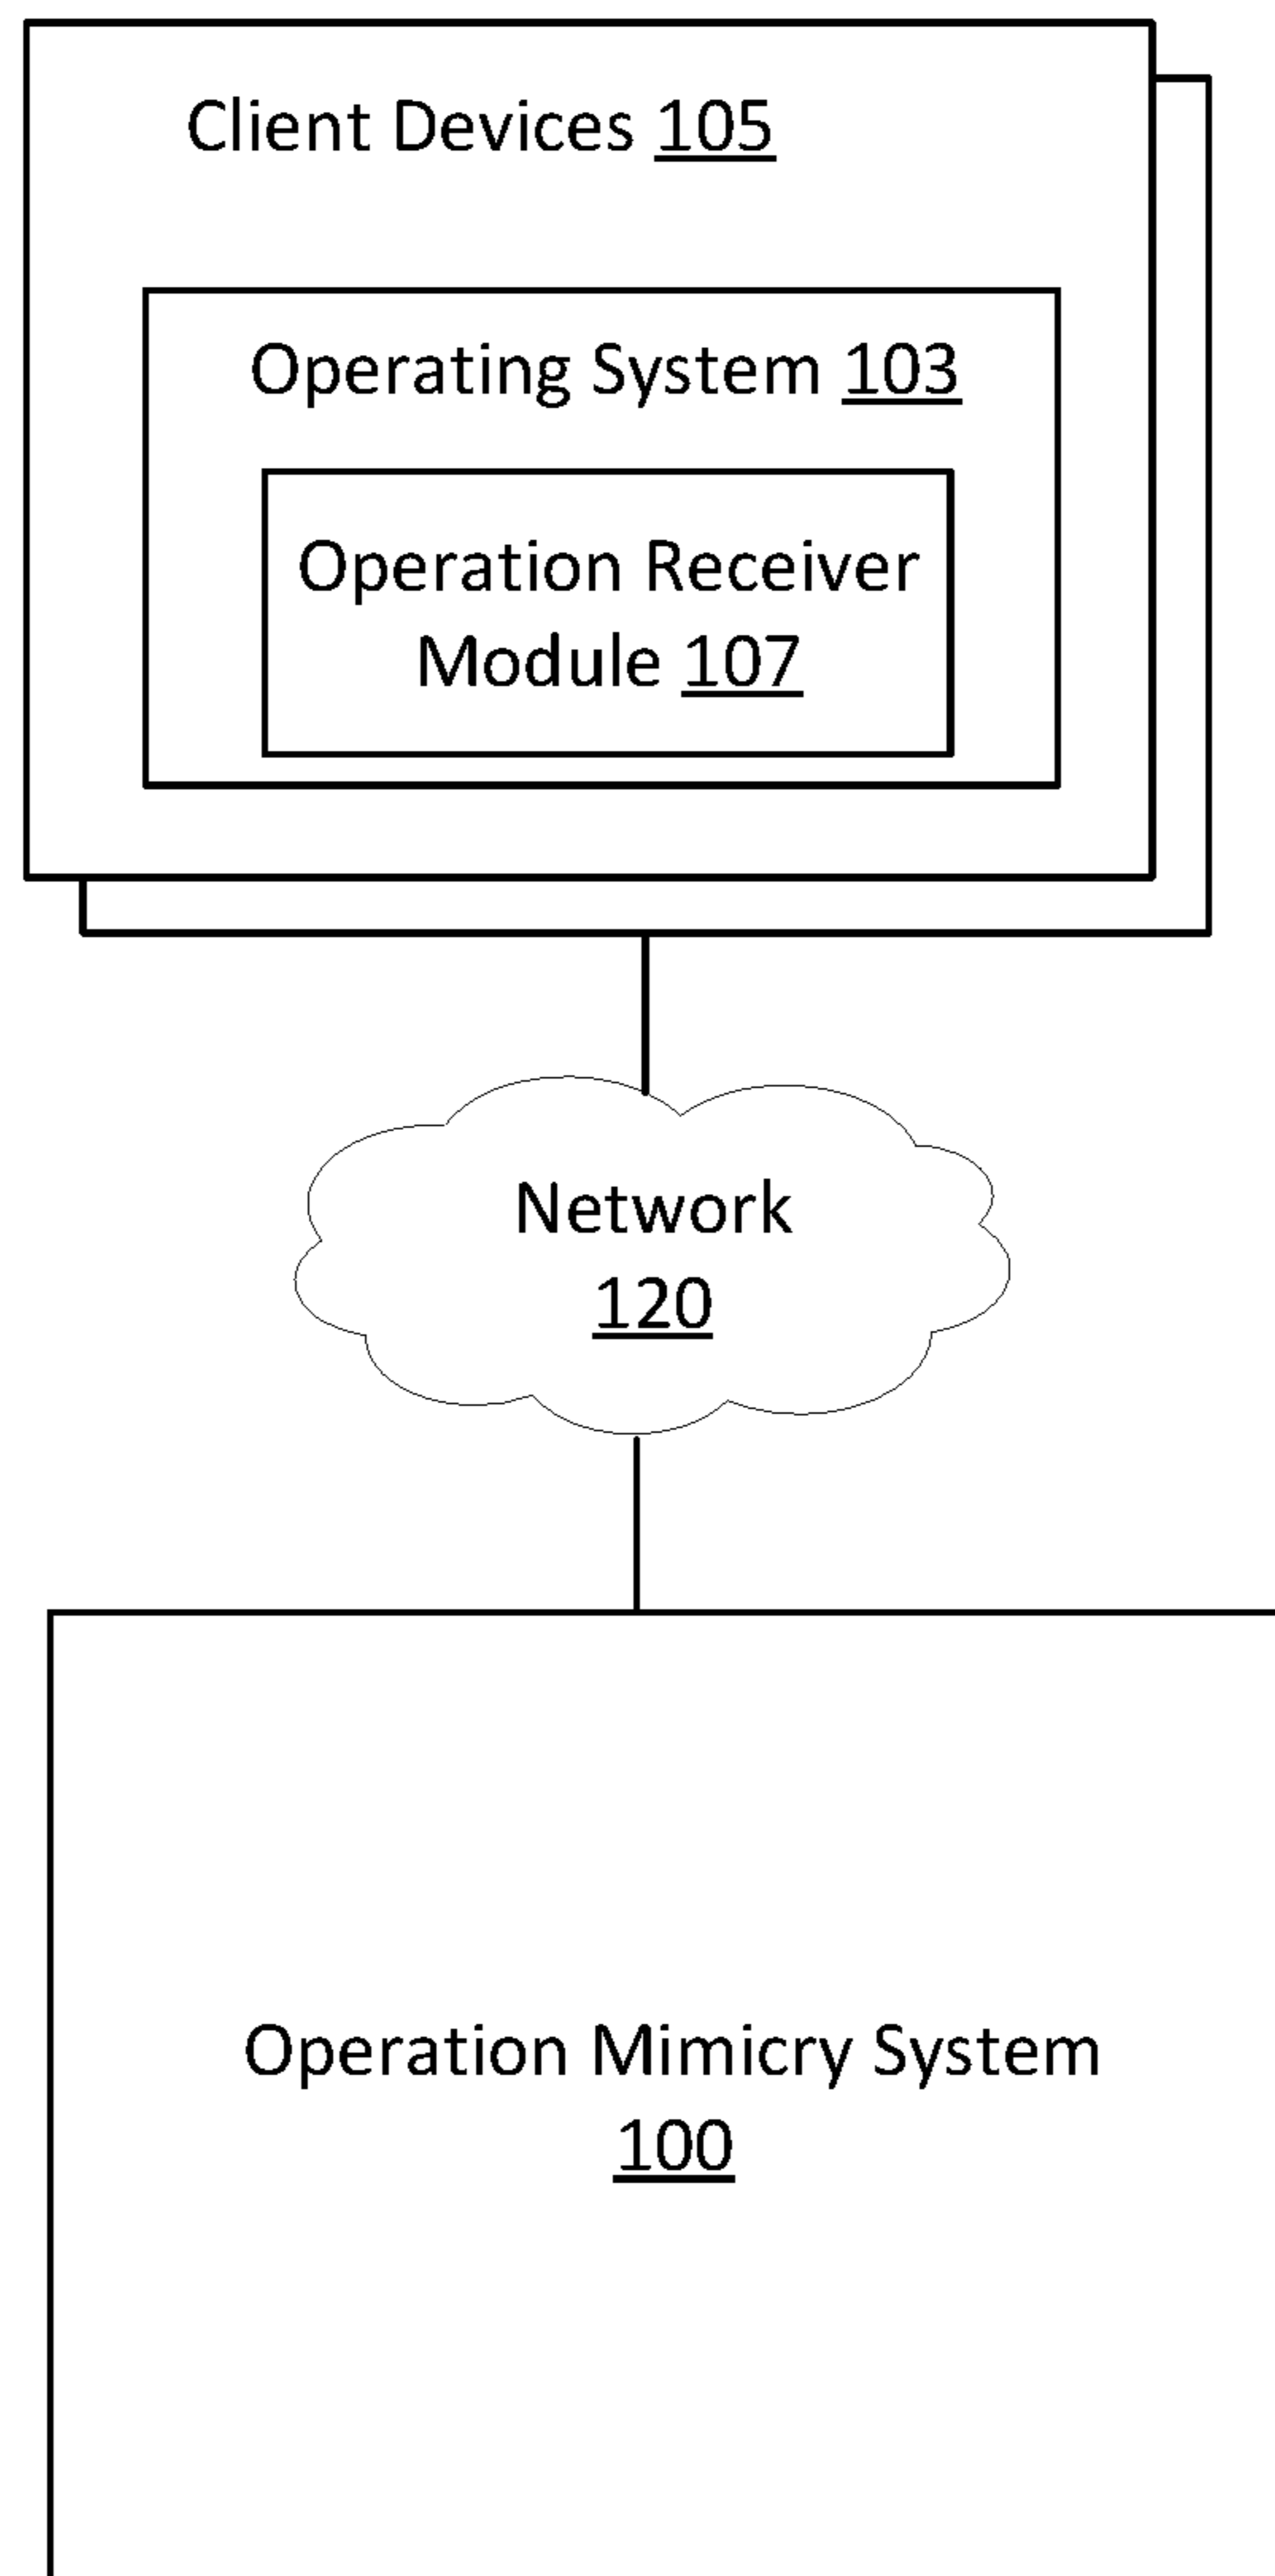 Client Devices 105
Operating System 103
Operation Receiver
Module 107
Network
120
Operation Mimicry System
100